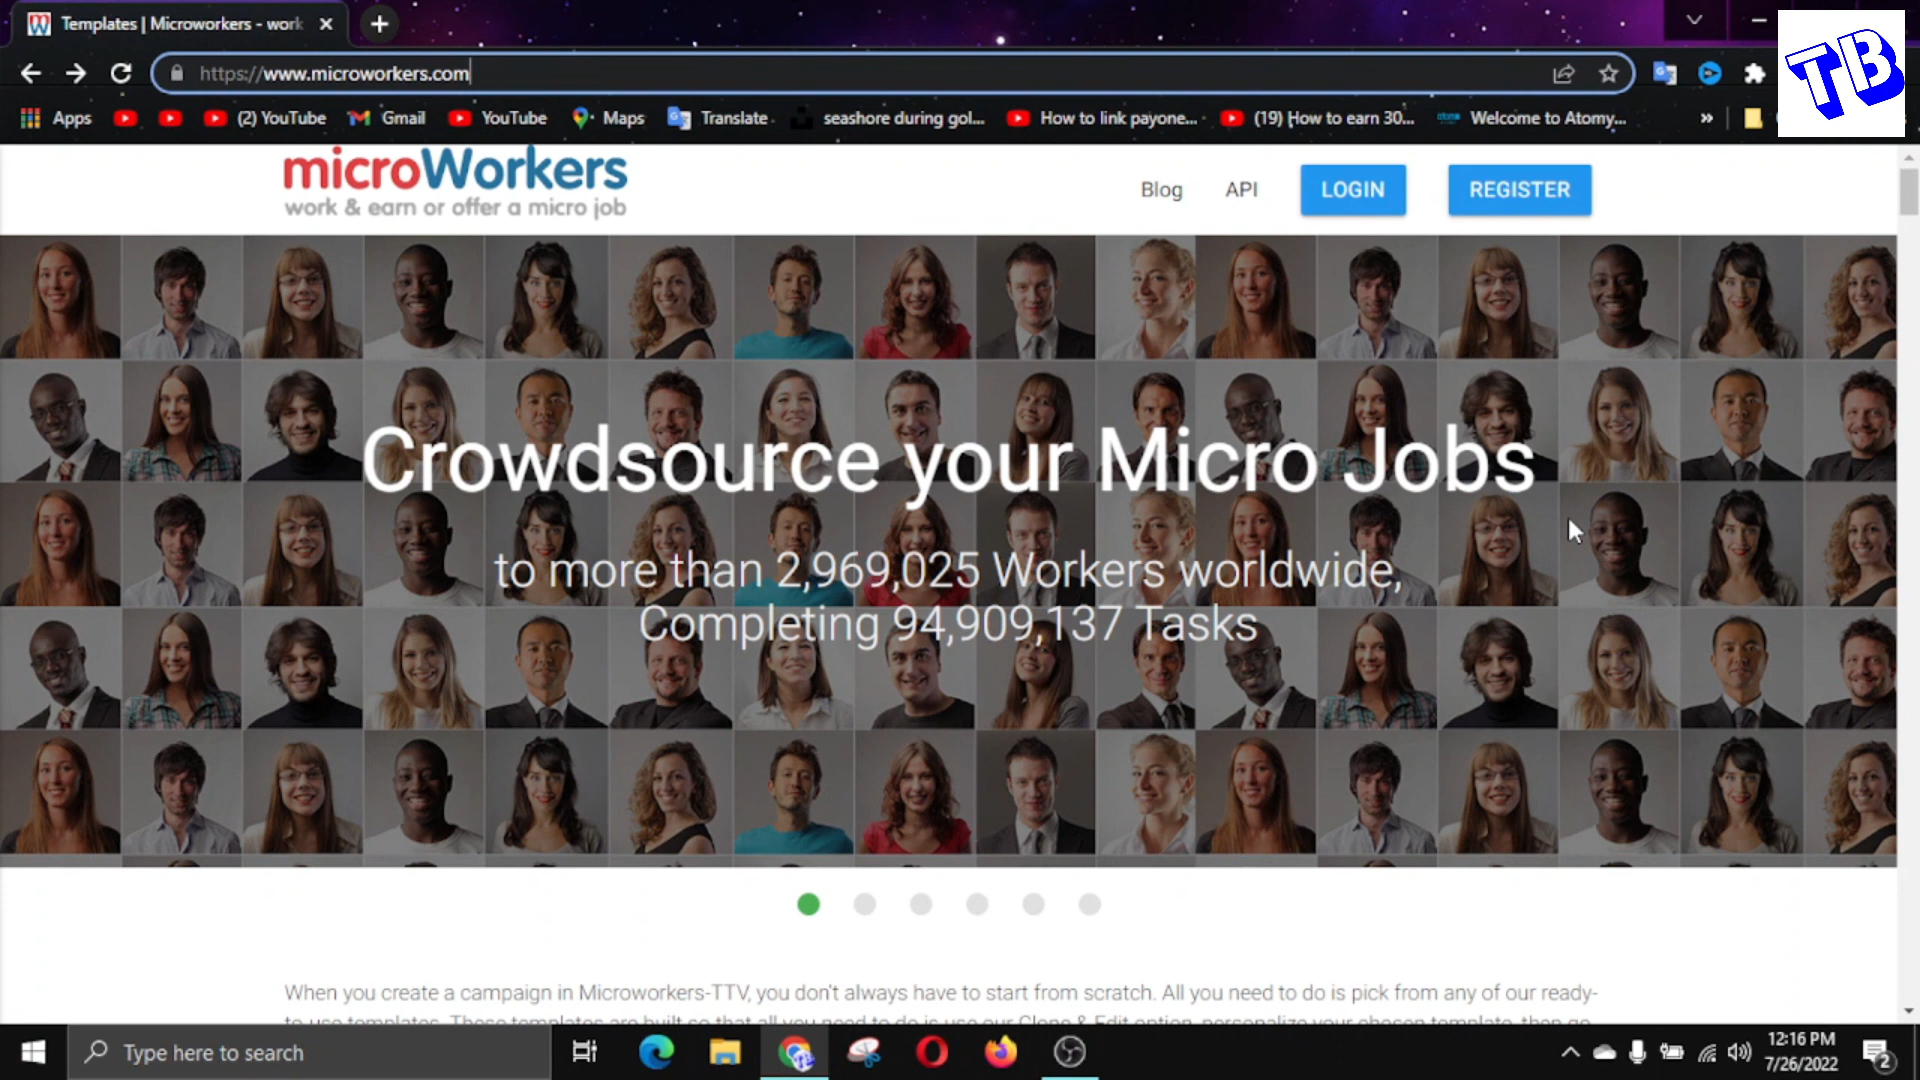 Templates | Microworkers - work
https://www.microworkers.com
TB
Apps (2) YouTube Gmail YouTube Maps Translate seashore during gol... How to link payone... (19) How to earn 30... Welcome to Atomy... »
microWorkers
work & earn or offer a micro job
Blog API LOGIN REGISTER
Crowdsource your Micro Jobs
to more than 2,969,025 Workers worldwide,
Completing 94,909,137 Tasks
When you create a campaign in Microworkers-TTV, you don't always have to start from scratch. All you need to do is pick from any of our ready-
to-use templates. These templates are built so that all you need to do is use our Clone & Edit option, personalize your chosen template, then go
Type here to search
12:16 PM
7/26/2022
2